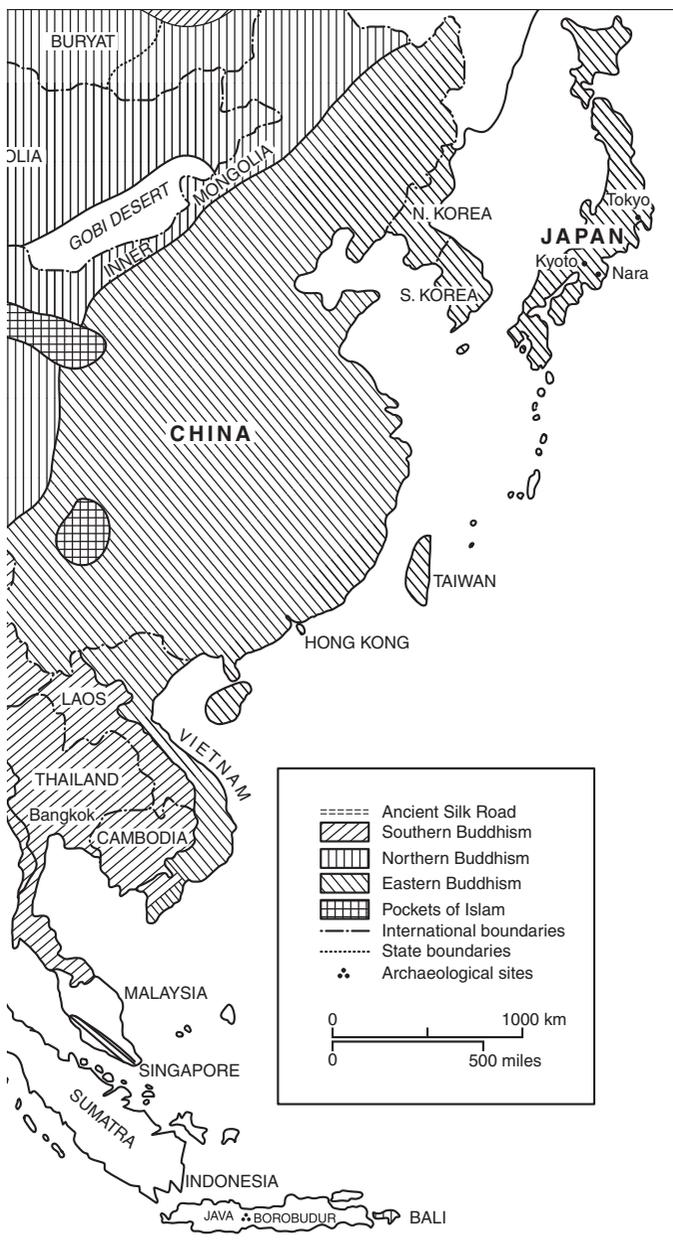 BURYAT
OLIA
GOBI DESERT
INNER MONGOLIA
N. KOREA
S. KOREA
Tokyo
JAPAN
Kyoto
Nara
CHINA
TAIWAN
HONG KONG
LAOS
VIETNAM
THAILAND
Bangkok
CAMBODIA
Ancient Silk Road
Southern Buddhism
Northern Buddhism
Eastern Buddhism
Pockets of Islam
International boundaries
State boundaries
Archaeological sites
0 1000 km
0 500 miles
MALAYSIA
SINGAPORE
SUMATRA
INDONESIA
JAVA BOROBUDUR
BALI